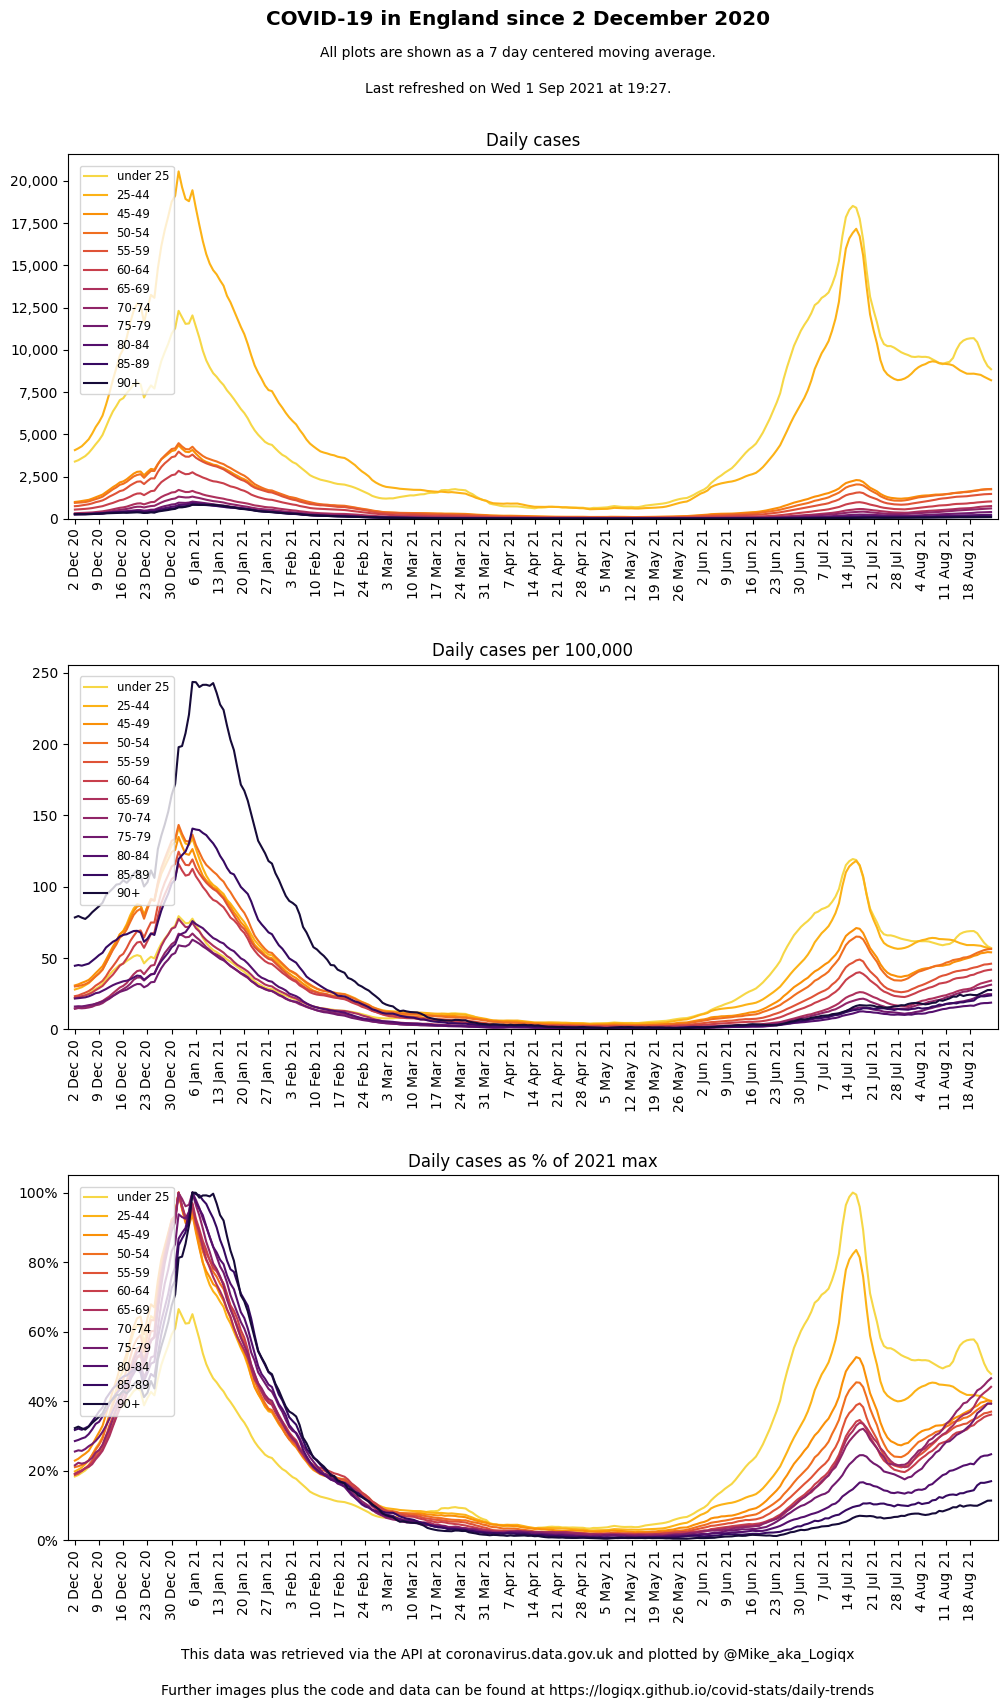 COVID-19 in England since 2 December 2020
All plots are shown as a 7 day centered moving average.
Last refreshed on Wed 1 Sep 2021 at 19:27.
Daily cases
20,000
17,500
15,000
12,500
10,000
7,500
5,000
2,500
0
under 25
25-44
45-49
50-54
55-59
60-64
65-69
70-74
75-79
80-84
85-89
90+
2 Dec 20
9 Dec 20
16 Dec 20
23 Dec 20
30 Dec 20
6 Jan 21
13 Jan 21
20 Jan 21
27 Jan 21
3 Feb 21
10 Feb 21
17 Feb 21
24 Feb 21
3 Mar 21
10 Mar 21
17 Mar 21
24 Mar 21
31 Mar 21
7 Apr 21
14 Apr 21
21 Apr 21
28 Apr 21
5 May 21
12 May 21
19 May 21
26 May 21
2 Jun 21
9 Jun 21
16 Jun 21
23 Jun 21
30 Jun 21
7 Jul 21
14 Jul 21
21 Jul 21
28 Jul 21
4 Aug 21
11 Aug 21
18 Aug 21
Daily cases per 100,000
250
200
150
100
50
0
under 25
25-44
45-49
50-54
55-59
60-64
65-69
70-74
75-79
80-84
85-89
90+
2 Dec 20
9 Dec 20
16 Dec 20
23 Dec 20
30 Dec 20
6 Jan 21
13 Jan 21
20 Jan 21
27 Jan 21
3 Feb 21
10 Feb 21
17 Feb 21
24 Feb 21
3 Mar 21
10 Mar 21
17 Mar 21
24 Mar 21
31 Mar 21
7 Apr 21
14 Apr 21
21 Apr 21
28 Apr 21
5 May 21
12 May 21
19 May 21
26 May 21
2 Jun 21
9 Jun 21
16 Jun 21
23 Jun 21
30 Jun 21
7 Jul 21
14 Jul 21
21 Jul 21
28 Jul 21
4 Aug 21
11 Aug 21
18 Aug 21
Daily cases as % of 2021 max
100%
80%
60%
40%
20%
0%
under 25
25-44
45-49
50-54
55-59
60-64
65-69
70-74
75-79
80-84
85-89
90+
2 Dec 20
9 Dec 20
16 Dec 20
23 Dec 20
30 Dec 20
6 Jan 21
13 Jan 21
20 Jan 21
27 Jan 21
3 Feb 21
10 Feb 21
17 Feb 21
24 Feb 21
3 Mar 21
10 Mar 21
17 Mar 21
24 Mar 21
31 Mar 21
7 Apr 21
14 Apr 21
21 Apr 21
28 Apr 21
5 May 21
12 May 21
19 May 21
26 May 21
2 Jun 21
9 Jun 21
16 Jun 21
23 Jun 21
30 Jun 21
7 Jul 21
14 Jul 21
21 Jul 21
28 Jul 21
4 Aug 21
11 Aug 21
18 Aug 21
This data was retrieved via the API at coronavirus.data.gov.uk and plotted by @Mike_aka_Logiqx
Further images plus the code and data can be found at https://logiqx.github.io/covid-stats/daily-trends